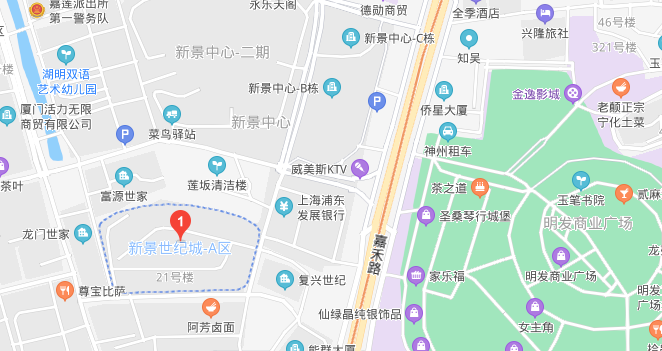 嘉莲派出所
第一警务队
永乐天阁
德勋商贸
全季酒店
兴隆旅社
46号楼
321号楼
新景中心-二期
新景中心-C栋
知吴
湖明双语
艺术幼儿园
新景中心-B栋
侨星大厦
金逸影城
老颠正宗
宁化土菜
厦门活力无限
商贸有限公司
新景中心
菜鸟驿站
神州租车
威美斯KTV
茶叶
富源世家
莲坂清洁楼
茶之道
玉笔书院
贰麻
上海浦东
发展银行
圣桑琴行城堡
明发商业广场
龙门世家
1
新景世纪城-A区
嘉禾路
21号楼
复兴世纪
家乐福
明发商业广场
尊宝比萨
阿芳卤面
仙绿晶纯银饰品
女主角
能群大厦